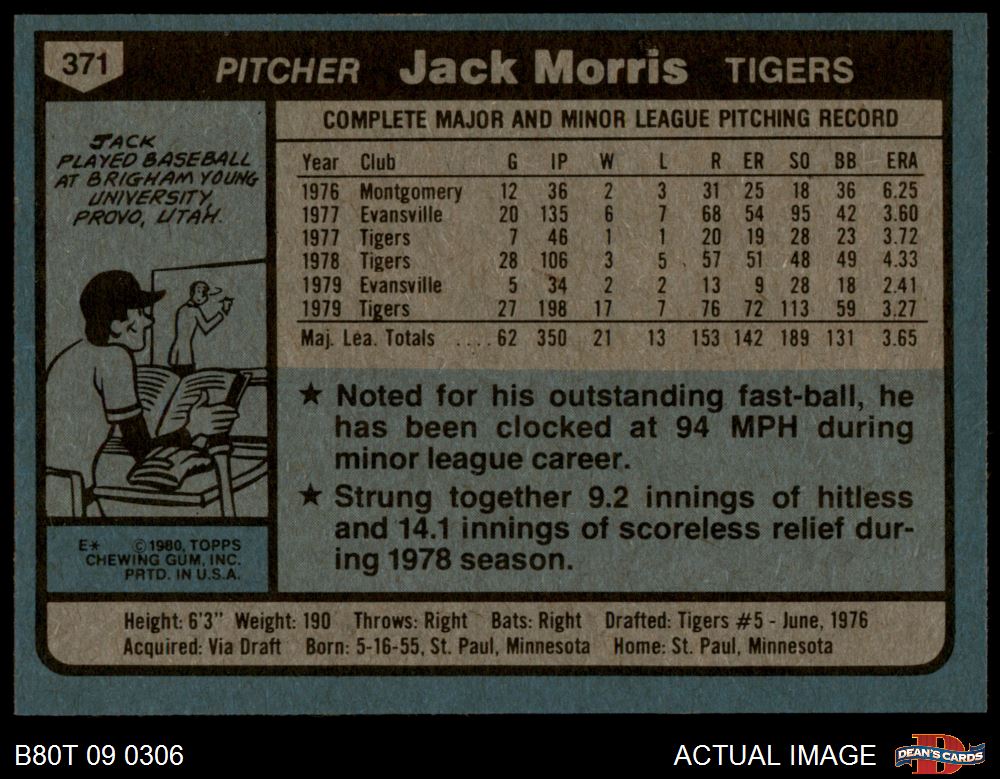 371 PITCHER Jack Morris TIGERS
JACK
PLAYED BASEBALL
AT BRIGHAM YOUNG
UNIVERSITY,
PROVO, UTAH.
COMPLETE MAJOR AND MINOR LEAGUE PITCHING RECORD
Year Club G IP W L R ER SO BB ERA
1976 Montgomery 12 36 2 3 31 25 18 36 6.25
1977 Evansville 20 135 6 7 68 54 95 42 3.60
1977 Tigers 7 46 1 1 20 19 28 23 3.72
1978 Tigers 28 106 3 5 57 51 48 49 4.33
1979 Evansville 5 34 2 2 13 9 28 18 2.41
1979 Tigers 27 198 17 7 76 72 113 59 3.27
Maj. Lea. Totals .... 62 350 21 13 153 142 189 131 3.65
★ Noted for his outstanding fast-ball, he
has been clocked at 94 MPH during
minor league career.
★ Strung together 9.2 innings of hitless
and 14.1 innings of scoreless relief dur-
ing 1978 season.
E* © 1980, TOPPS
CHEWING GUM, INC.
PRTD. IN U.S.A.
Height: 6'3" Weight: 190 Throws: Right Bats: Right Drafted: Tigers #5 - June, 1976
Acquired: Via Draft Born: 5-16-55, St. Paul, Minnesota Home: St. Paul, Minnesota
B80T 09 0306 ACTUAL IMAGE DEAN'S CARDS